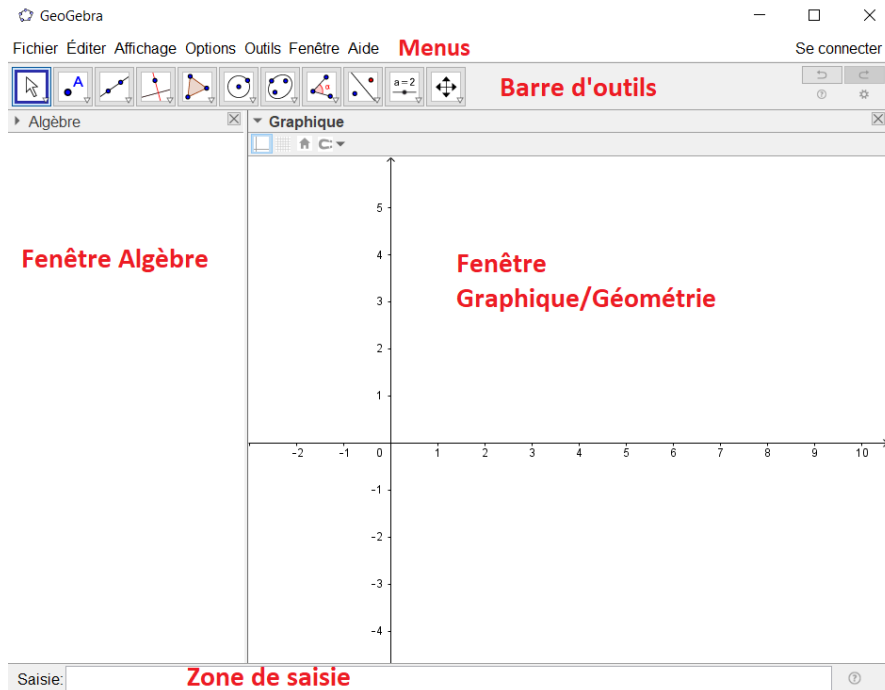 GeoGebra
Fichier Éditer Affichage Options Outils Fenêtre Aide Menus Se connecter
A α a=2 Barre d'outils
Algèbre
Graphique
Fenêtre Algèbre
Fenêtre
Graphique/Géométrie
5
4
3
2
1
-2 -1 0 1 2 3 4 5 6 7 8 9 10
-1
-2
-3
-4
Saisie: Zone de saisie